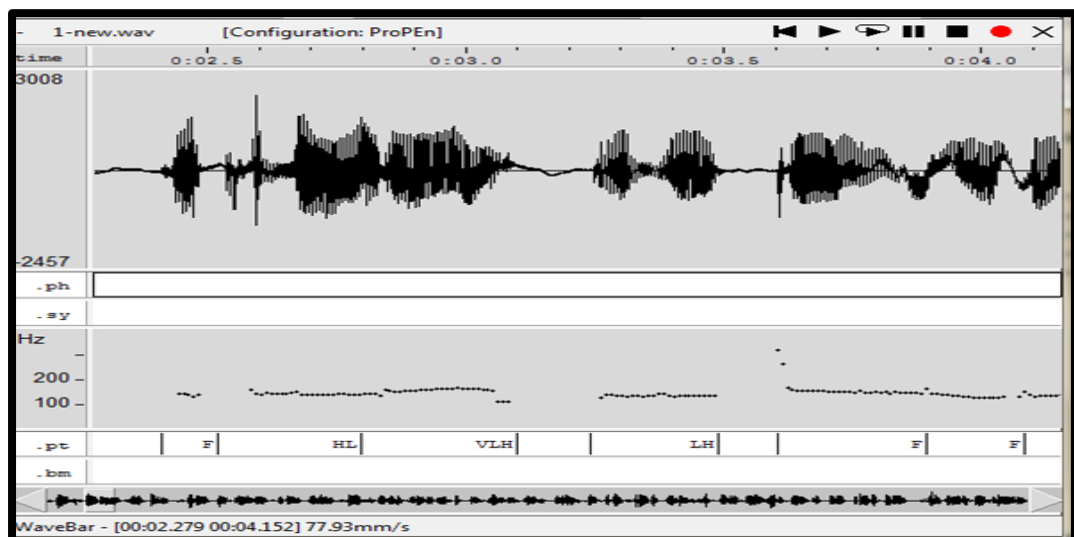 - 1-new.wav [Configuration: ProPEn]
time 0:02.5 0:03.0 0:03.5 0:04.0
3008
-2457
.ph
.sy
Hz
200
100
.pt F HL VLH LH F F
.bm
WaveBar - [00:02.279 00:04.152] 77.93mm/s